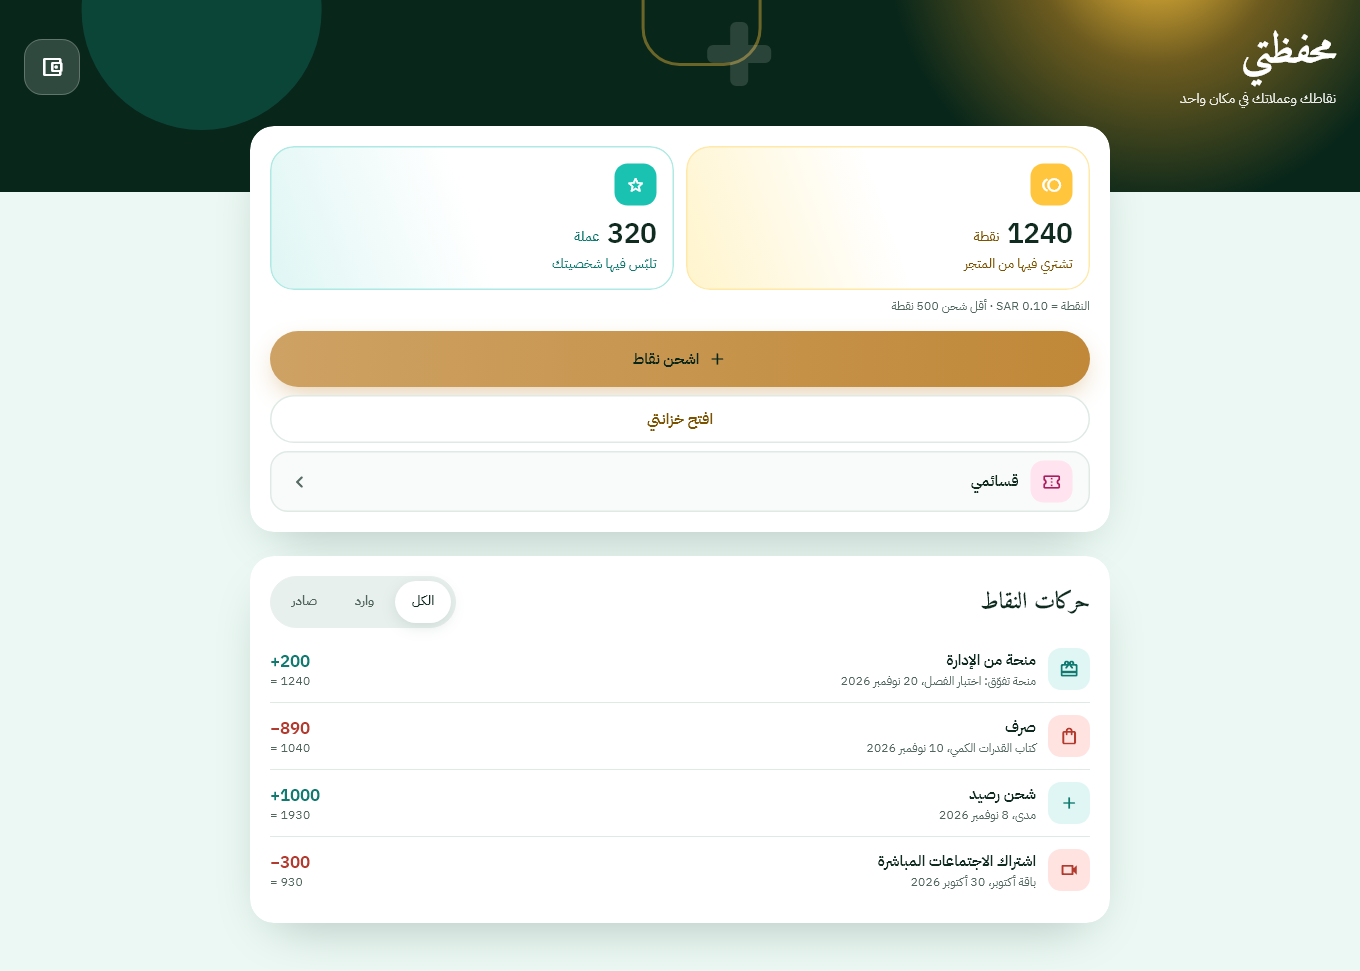 محفظتي
نقاطك وعملاتك في مكان واحد
1240 نقطة
تشتري فيها من المتجر
320 عملة
تلبّس فيها شخصيتك
النقطة = 0.10 SAR · أقل شحن 500 نقطة
اشحن نقاط
افتح خزانتي
قسائمي
حركات النقاط
الكل
وارد
صادر
منحة من الإدارة
منحة تفوّق: اختبار الفصل، 20 نوفمبر 2026
+200
= 1240
صرف
كتاب القدرات الكمي، 10 نوفمبر 2026
−890
= 1040
شحن رصيد
مدى، 8 نوفمبر 2026
+1000
= 1930
اشتراك الاجتماعات المباشرة
باقة أكتوبر، 30 أكتوبر 2026
−300
= 930